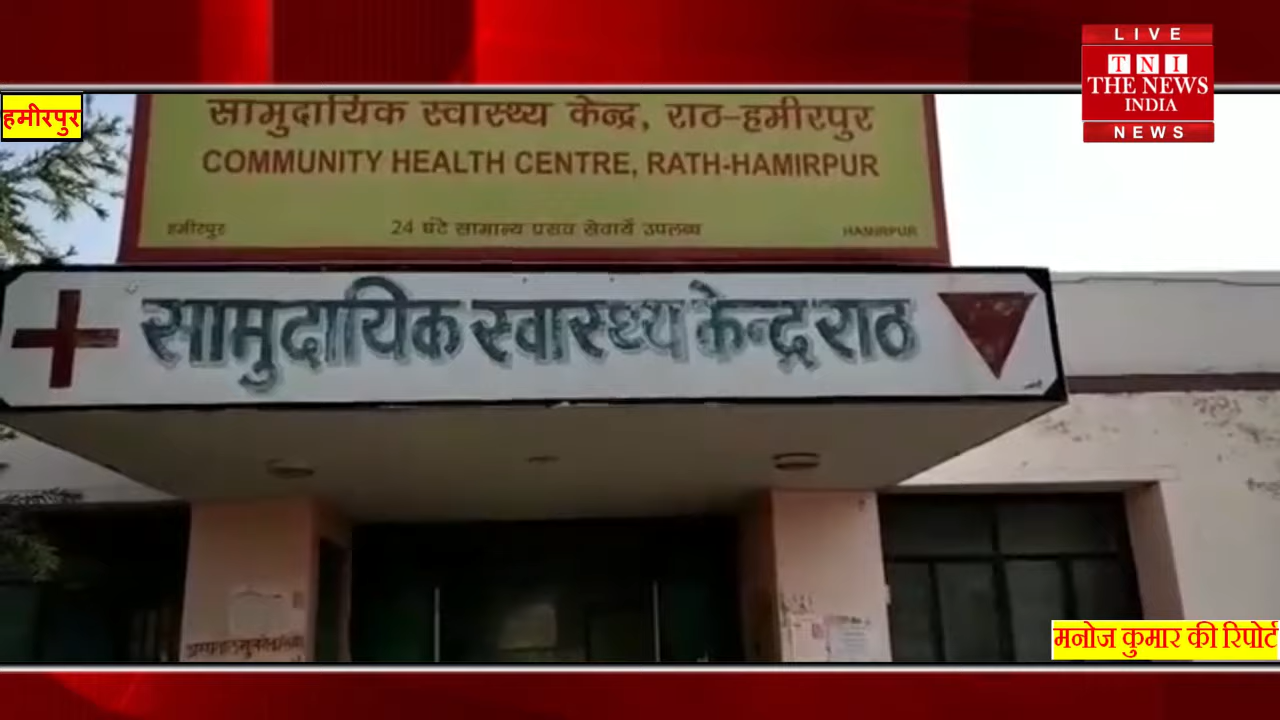 LIVE
TNI
THE NEWS
INDIA
NEWS
हमीरपुर
सामुदायिक स्वास्थ्य केन्द्र, राठ-हमीरपुर
COMMUNITY HEALTH CENTRE, RATH-HAMIRPUR
हमीरपुर 24 घंटे सामान्य प्रसव सेवायें उपलब्ध HAMIRPUR
सामुदायिक स्वास्थ्य केन्द्र राठ
मनोज कुमार की रिपोर्ट